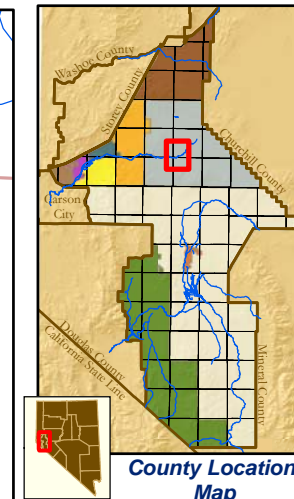 Washoe County
Storey County
Churchill County
Carson
City
Douglas County
California State Line
Mineral County
County Location
Map